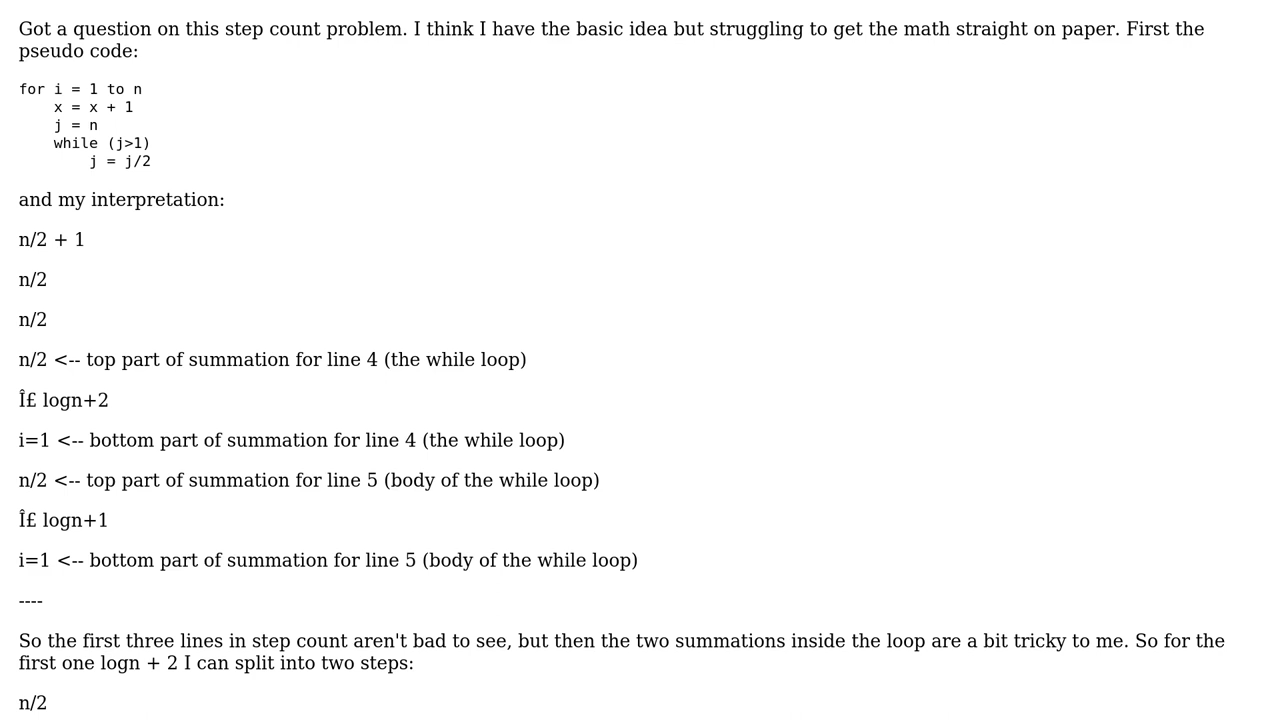 Got a question on this step count problem. I think I have the basic idea but struggling to get the math straight on paper. First the
pseudo code:
for i = 1 to n
    x = x + 1
    j = n
    while (j>1)
        j = j/2
and my interpretation:
n/2 + 1
n/2
n/2
n/2 <-- top part of summation for line 4 (the while loop)
Î£ logn+2
i=1 <-- bottom part of summation for line 4 (the while loop)
n/2 <-- top part of summation for line 5 (body of the while loop)
Î£ logn+1
i=1 <-- bottom part of summation for line 5 (body of the while loop)
----
So the first three lines in step count aren't bad to see, but then the two summations inside the loop are a bit tricky to me. So for the
first one logn + 2 I can split into two steps:
n/2